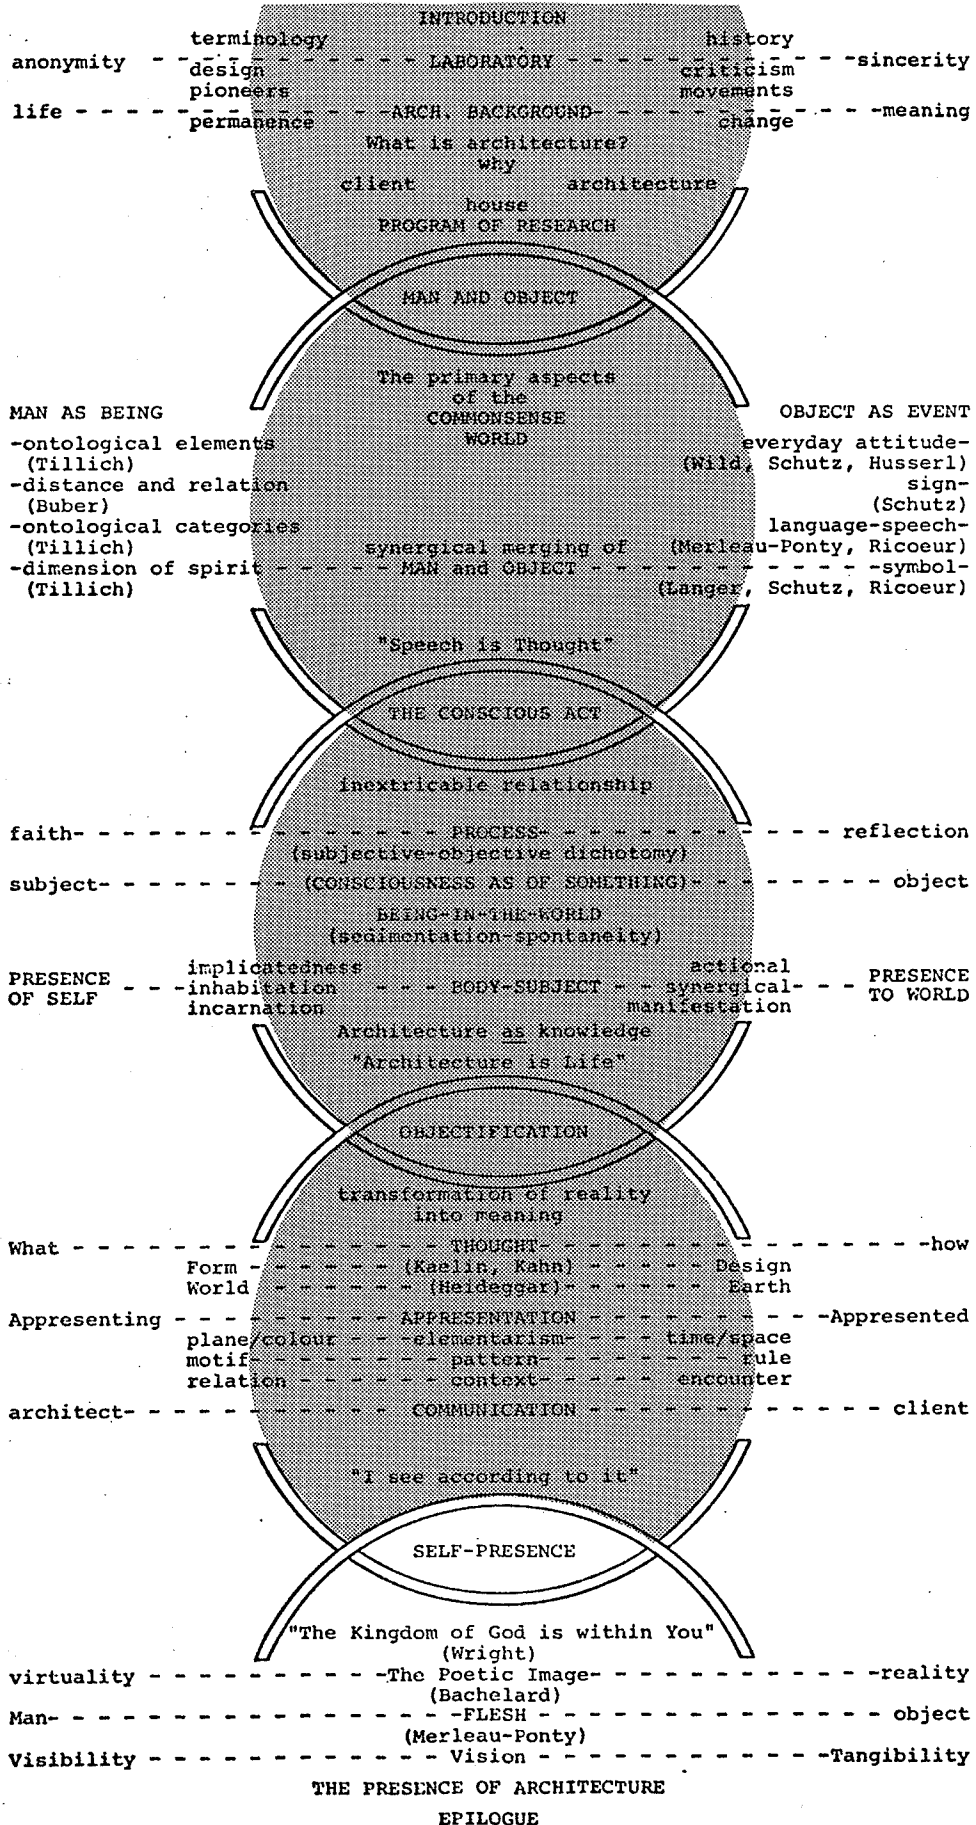 INTRODUCTION
terminology history
anonymity - - - - - - - - LABORATORY - - - - - - - - sincerity
design criticism
pioneers movements
life - - - - - - - - ARCH. BACKGROUND - - - - - - - - meaning
permanence change
What is architecture?
why
client architecture
house
PROGRAM OF RESEARCH
MAN AND OBJECT
The primary aspects
of the
COMMONSENSE
WORLD
MAN AS BEING OBJECT AS EVENT
-ontological elements everyday attitude-
(Tillich) (Wild, Schutz, Husserl)
-distance and relation sign-
(Buber) (Schutz)
-ontological categories language-speech-
(Tillich) synergical merging of (Merleau-Ponty, Ricoeur)
-dimension of spirit - - - - - MAN and OBJECT - - - - - - - - symbol-
(Tillich) (Langer, Schutz, Ricoeur)
"Speech is Thought"
THE CONSCIOUS ACT
inextricable relationship
faith- - - - - - - - PROCESS- - - - - - - - reflection
(subjective-objective dichotomy)
subject- - - - - - (CONSCIOUSNESS AS OF SOMETHING)- - - - - - object
BEING-IN-THE-WORLD
(sedimentation-spontaneity)
implicatedness actional
PRESENCE OF SELF - - -inhabitation - - - BODY-SUBJECT - - synergical- - - PRESENCE TO WORLD
incarnation manifestation
Architecture as knowledge
"Architecture is Life"
OBJECTIFICATION
transformation of reality
into meaning
What - - - - - - - - THOUGHT- - - - - - - - how
Form - - - - - (Kaelin, Kahn) - - - - - Design
World - - - - - (Heideggar)- - - - - Earth
Appresenting - - - - - - - - APPRESENTATION - - - - - - - - Appresented
plane/colour - - -elementarism- - - - time/space
motif- - - - - - pattern- - - - - - rule
relation - - - - - context- - - - - encounter
architect- - - - - - - - COMMUNICATION - - - - - - - - client
"I see according to it"
SELF-PRESENCE
"The Kingdom of God is within You"
(Wright)
virtuality - - - - - - - -The Poetic Image- - - - - - - - reality
(Bachelard)
Man- - - - - - - - FLESH - - - - - - - - object
(Merleau-Ponty)
Visibility - - - - - - - - Vision - - - - - - - -Tangibility
THE PRESENCE OF ARCHITECTURE
EPILOGUE